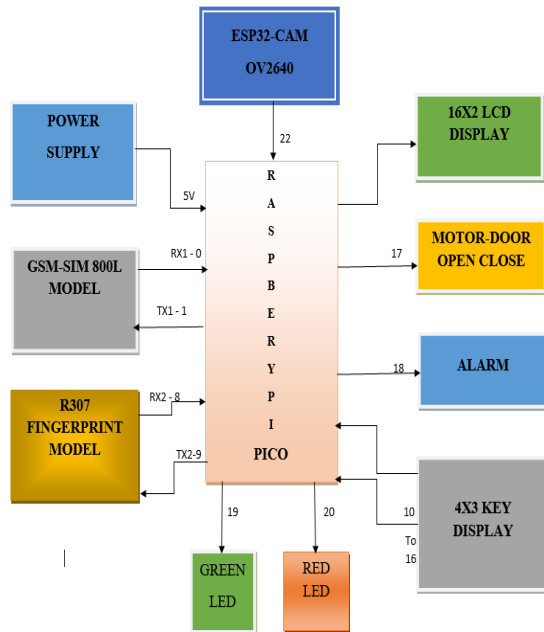 ESP32-CAM
OV2640
22
POWER
SUPPLY
5V
16X2 LCD
DISPLAY
GSM-SIM 800L
MODEL
RX1 - 0
TX1 - 1
17
MOTOR-DOOR
OPEN CLOSE
R
A
S
P
B
E
R
Y
P
I
PICO
18
ALARM
R307
FINGERPRINT
MODEL
RX2 - 8
TX2-9
10
To
16
4X3 KEY
DISPLAY
19
20
GREEN
LED
RED
LED